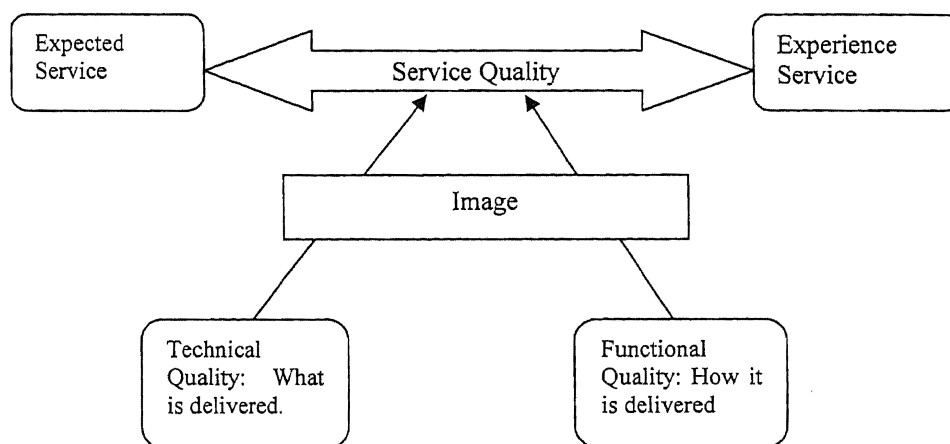 Expected
Service
Service Quality
Experience
Service
Image
Technical
Quality: What
is delivered.
Functional
Quality: How it
is delivered